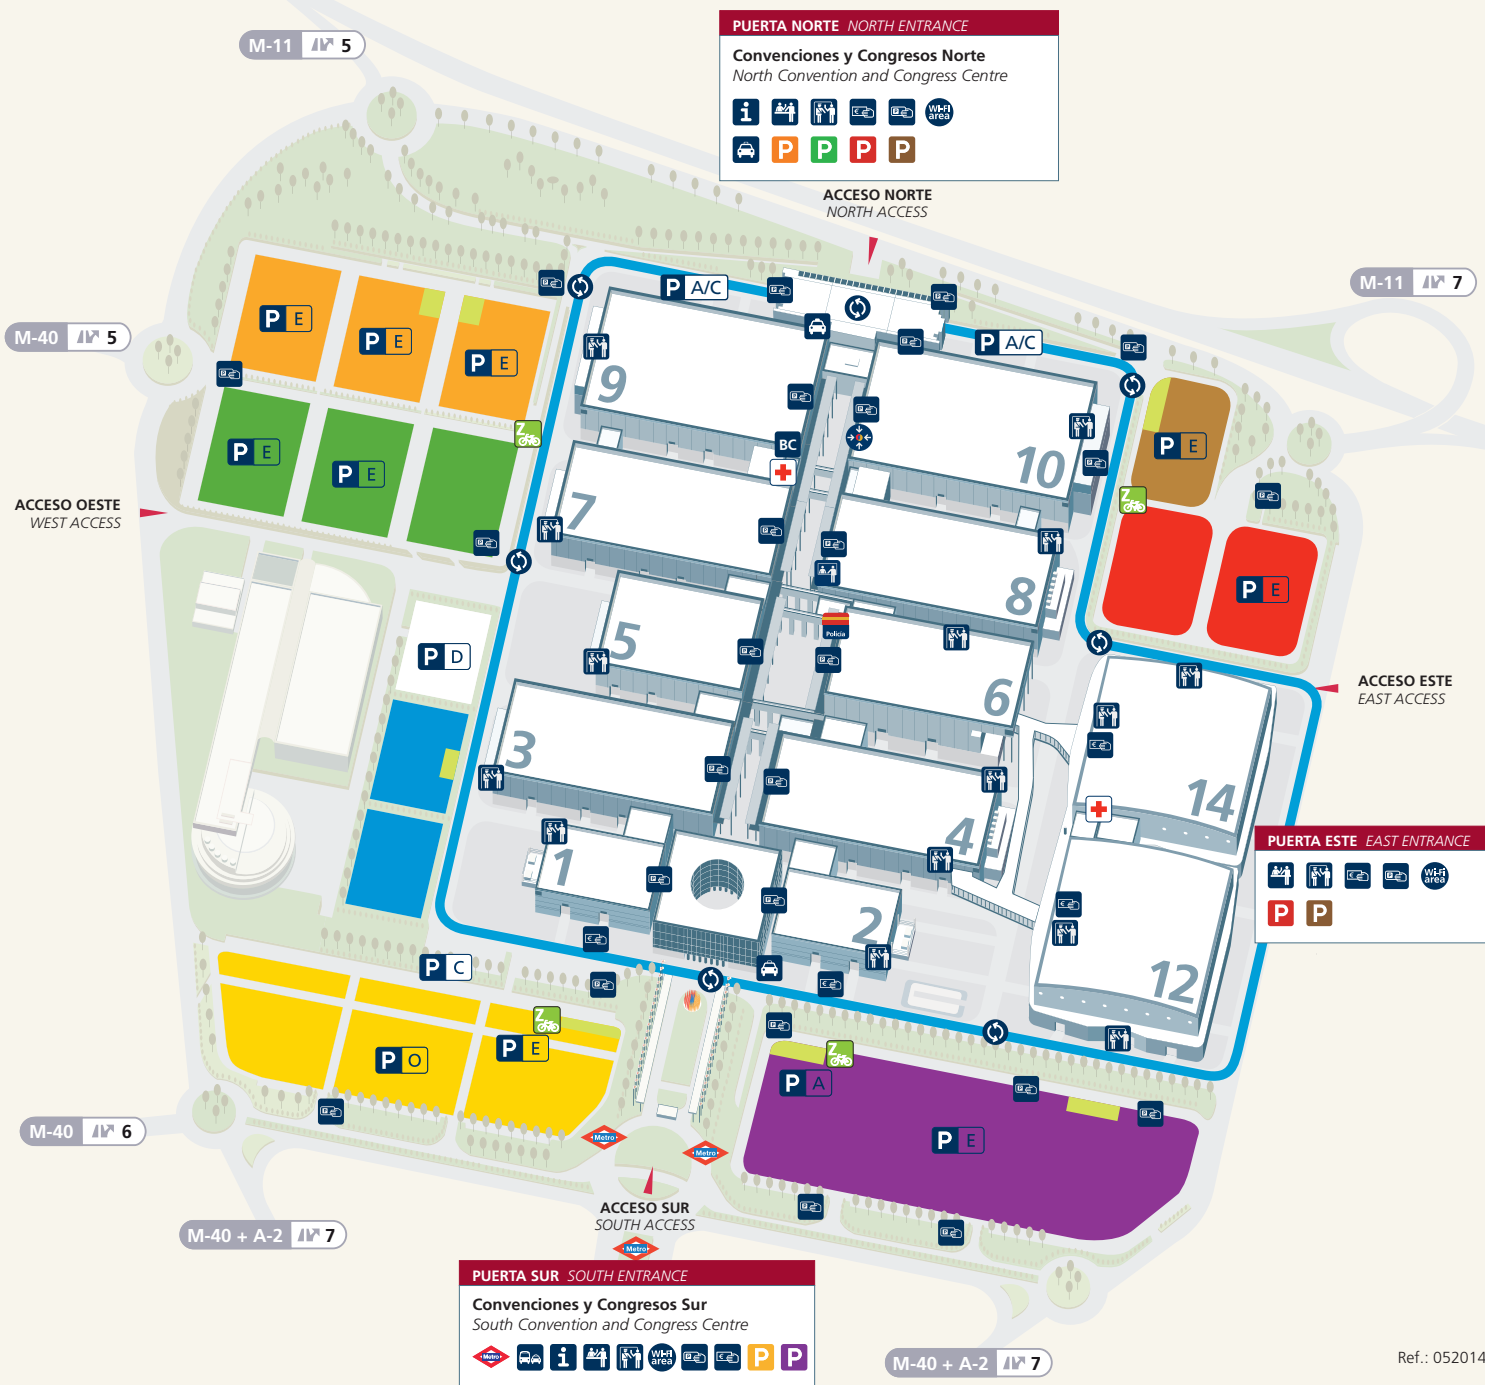 PUERTA NORTE NORTH ENTRANCE
Convenciones y Congresos Norte
North Convention and Congress Centre
i
Wi-Fi area
P P P P
M-11 5
ACCESO NORTE
NORTH ACCESS
M-11 7
M-40 5
P A/C
P A/C
P E
P E
P E
9
10
P E
P E
P E
BC
Z
Z
7
8
ACCESO OESTE
WEST ACCESS
P E
5
Policía
6
P D
ACCESO ESTE
EAST ACCESS
3
4
14
1
2
12
PUERTA ESTE EAST ENTRANCE
Wi-Fi area
P P
P C
Z
P O
P E
Z
P A
P E
M-40 6
Metro
Metro
M-40 + A-2 7
ACCESO SUR
SOUTH ACCESS
Metro
PUERTA SUR SOUTH ENTRANCE
Convenciones y Congresos Sur
South Convention and Congress Centre
Metro i Wi-Fi area P P
M-40 + A-2 7
Ref.: 052014